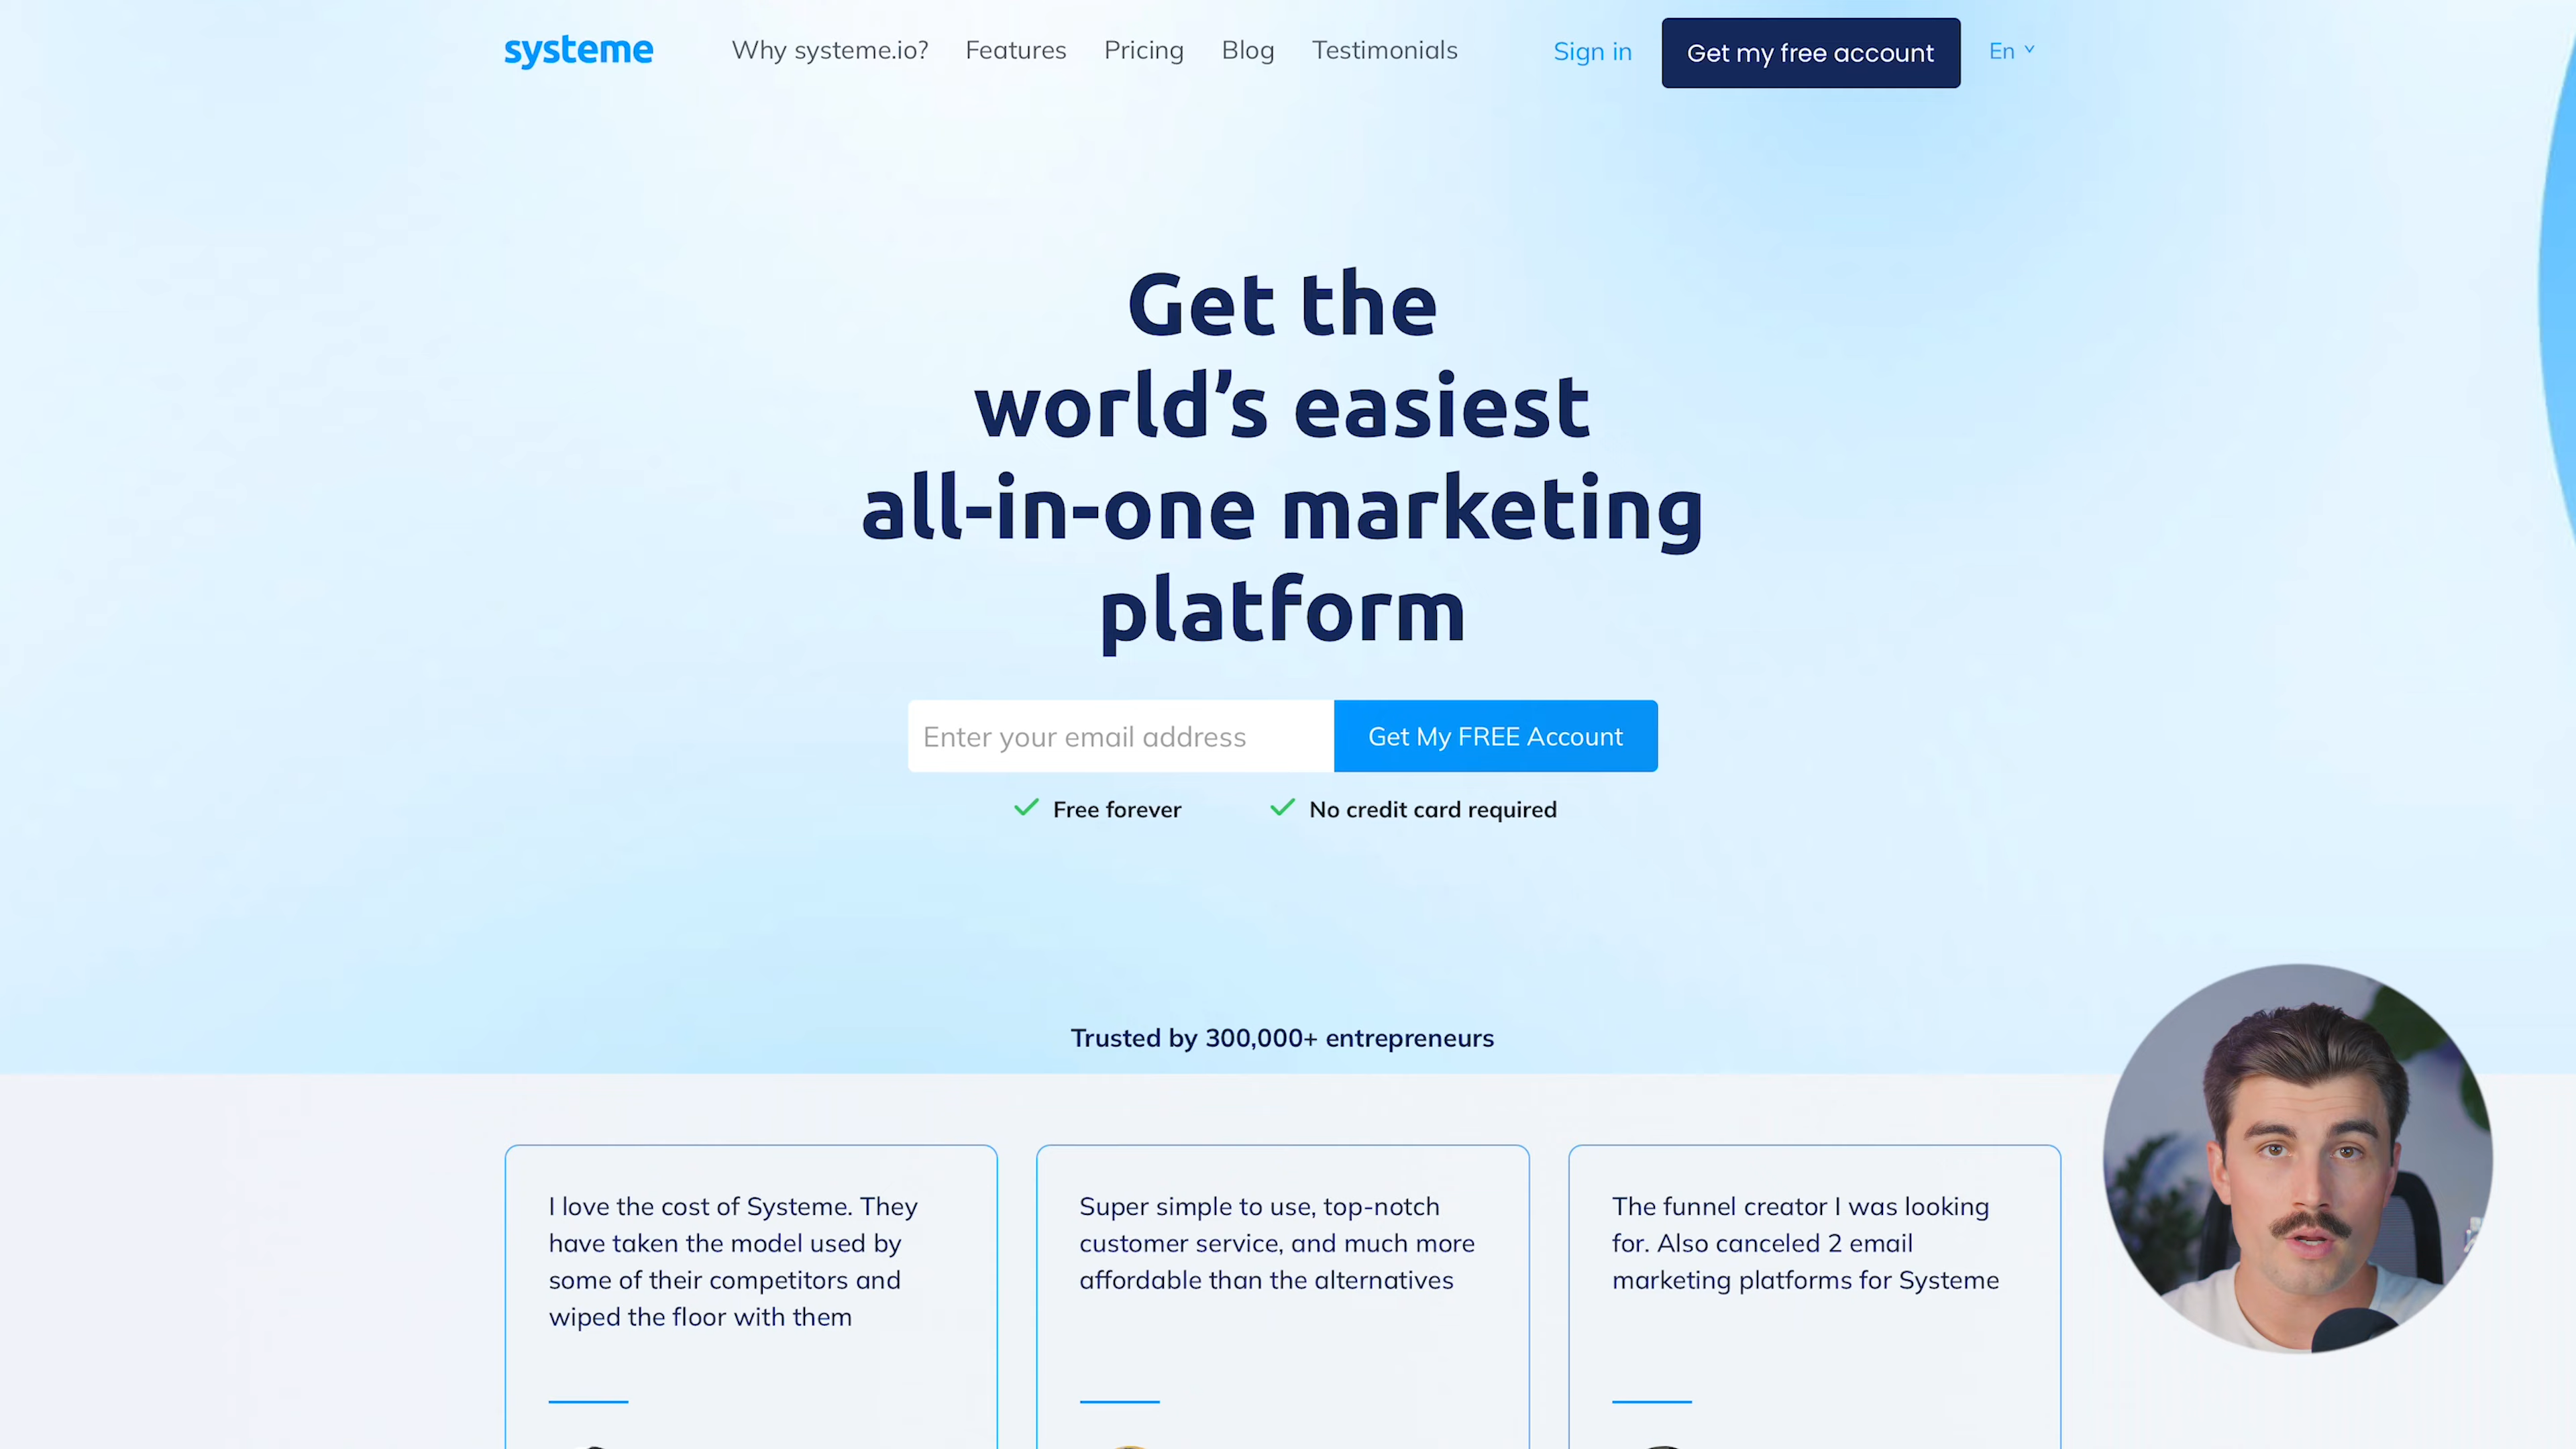 systeme
Why systeme.io?
Features
Pricing
Blog
Testimonials
Sign in
Get my free account
En
Get the
world’s easiest
all-in-one marketing
platform
Enter your email address
Get My FREE Account
Free forever
No credit card required
Trusted by 300,000+ entrepreneurs
I love the cost of Systeme. They
have taken the model used by
some of their competitors and
wiped the floor with them
Super simple to use, top-notch
customer service, and much more
affordable than the alternatives
The funnel creator I was looking
for. Also canceled 2 email
marketing platforms for Systeme